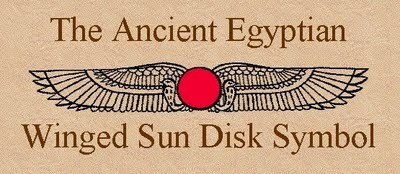 The Ancient Egyptian
Winged Sun Disk Symbol